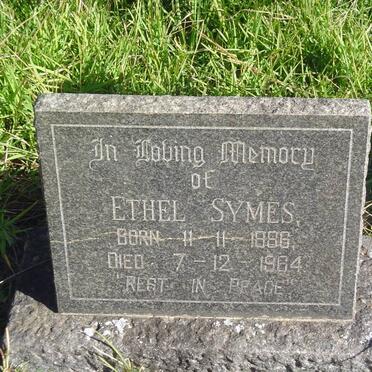 In Loving Memory
of
ETHEL SYMES,
BORN 11-11-1886,
DIED 7-12-1964
"REST IN PEACE"